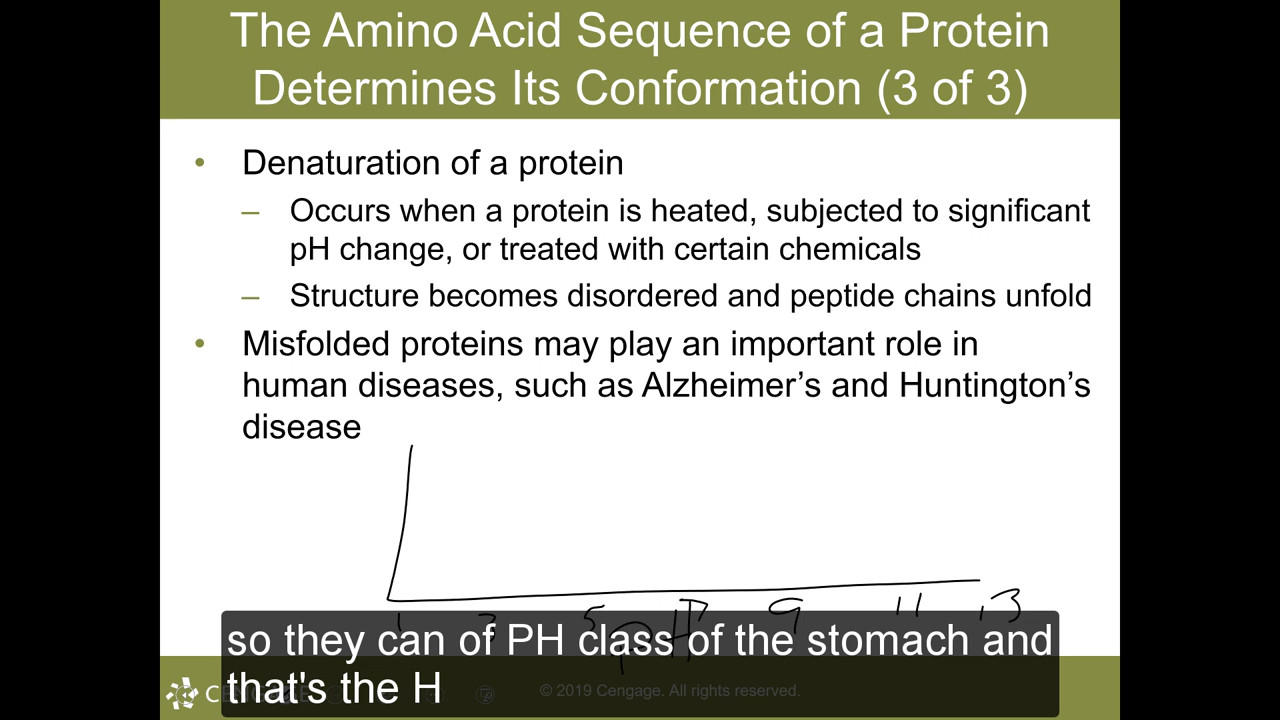 The Amino Acid Sequence of a Protein
Determines Its Conformation (3 of 3)
• Denaturation of a protein
– Occurs when a protein is heated, subjected to significant
pH change, or treated with certain chemicals
– Structure becomes disordered and peptide chains unfold
• Misfolded proteins may play an important role in
human diseases, such as Alzheimer’s and Huntington’s
disease
1 3 5 7 9 11 13
pH
so they can of PH class of the stomach and
that's the H
© 2019 Cengage. All rights reserved.